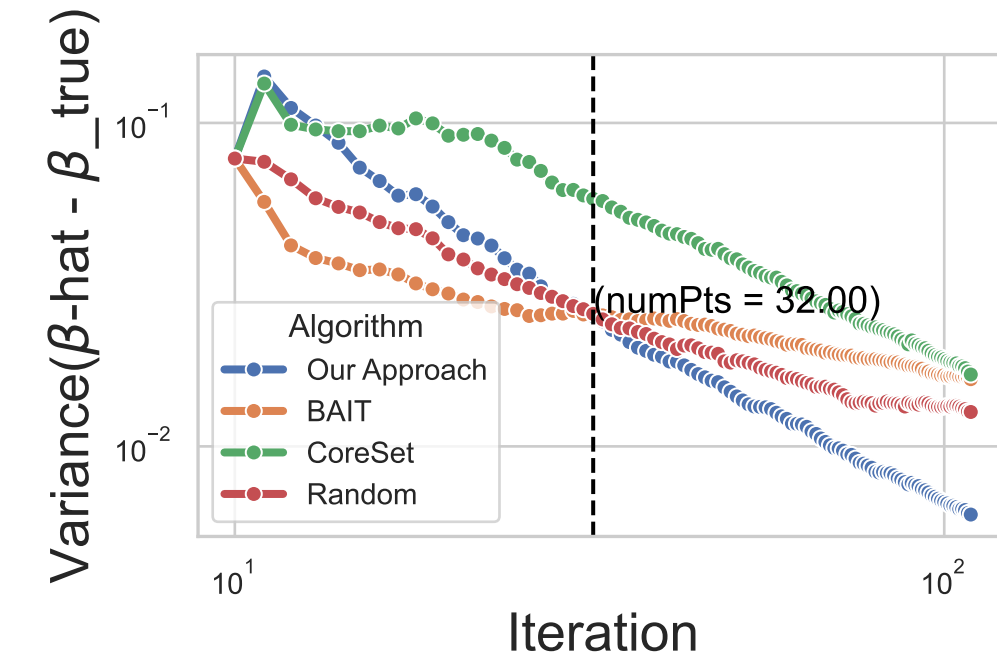 Variance(β-hat - β_true)
10⁻¹
10⁻²
(numPts = 32.00)
Algorithm
Our Approach
BAIT
CoreSet
Random
10¹
10²
Iteration